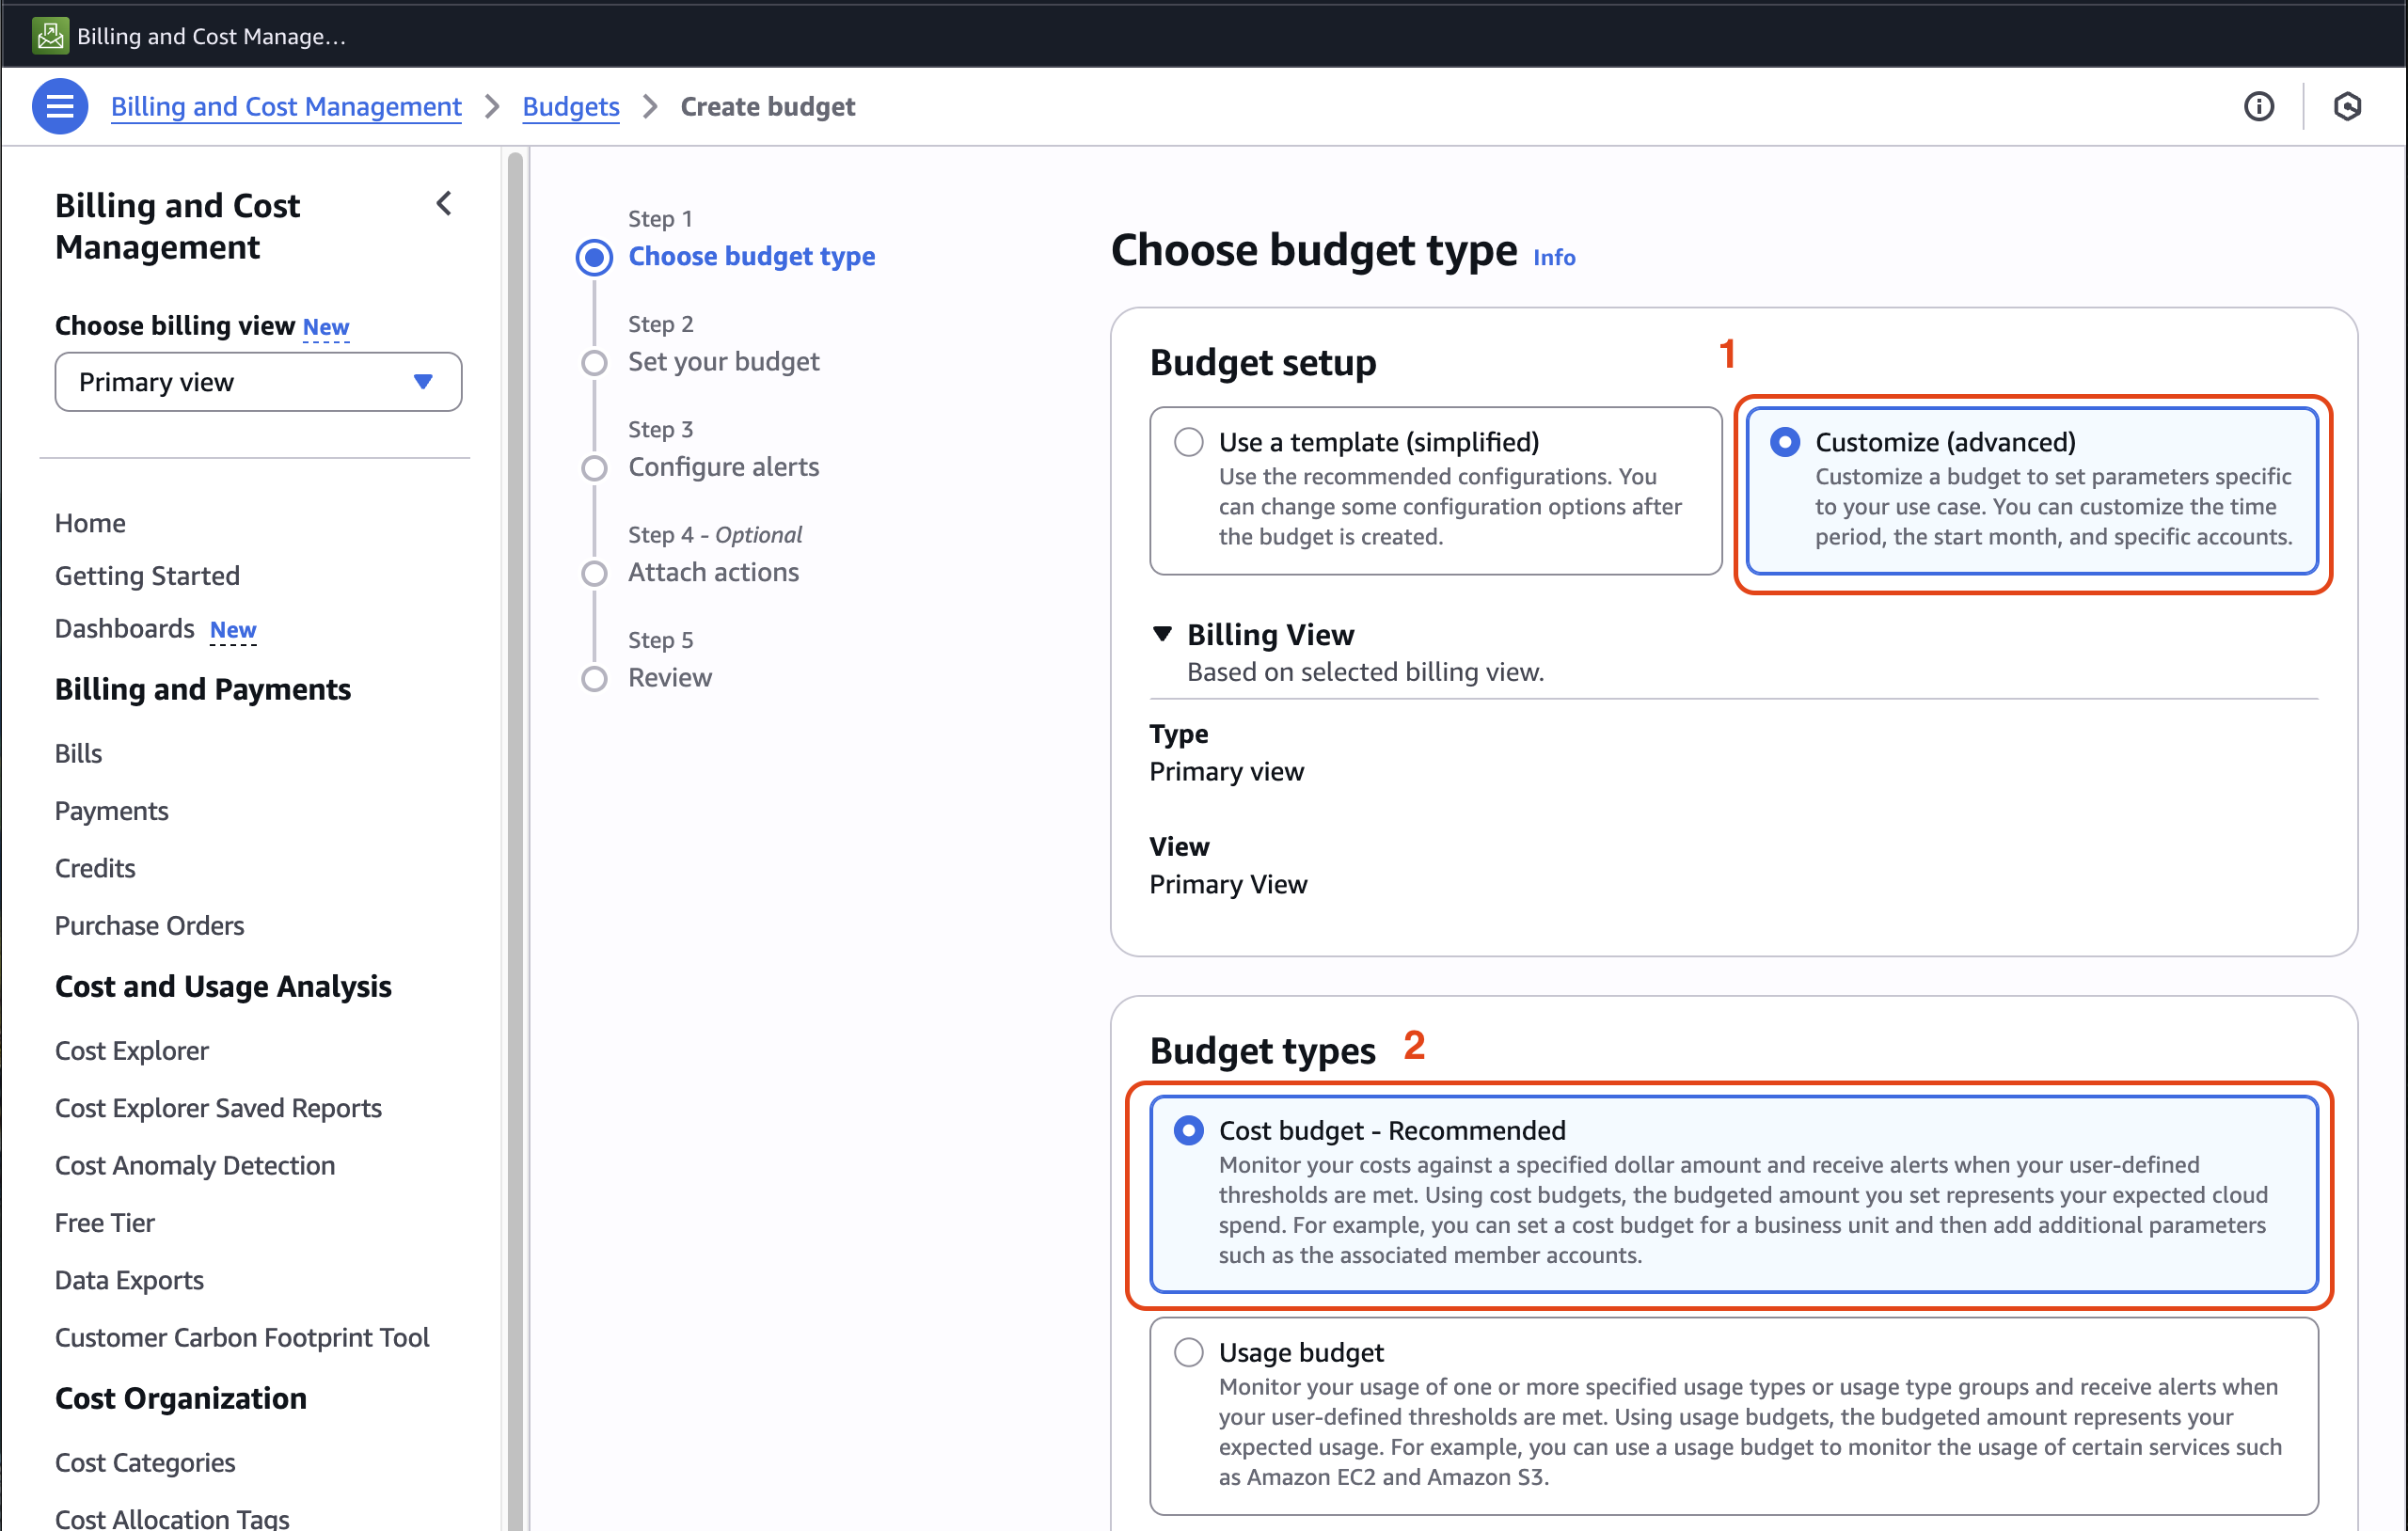 Billing and Cost Manage...
Billing and Cost Management
Budgets
Create budget
Billing and Cost
Management
Choose billing view New
Primary view
Home
Getting Started
Dashboards New
Billing and Payments
Bills
Payments
Credits
Purchase Orders
Cost and Usage Analysis
Cost Explorer
Cost Explorer Saved Reports
Cost Anomaly Detection
Free Tier
Data Exports
Customer Carbon Footprint Tool
Cost Organization
Cost Categories
Cost Allocation Tags
Step 1
Choose budget type
Step 2
Set your budget
Step 3
Configure alerts
Step 4 - Optional
Attach actions
Step 5
Review
Choose budget type Info
Budget setup
1
Use a template (simplified)
Use the recommended configurations. You
can change some configuration options after
the budget is created.
Customize (advanced)
Customize a budget to set parameters specific
to your use case. You can customize the time
period, the start month, and specific accounts.
Billing View
Based on selected billing view.
Type
Primary view
View
Primary View
Budget types 2
Cost budget - Recommended
Monitor your costs against a specified dollar amount and receive alerts when your user-defined
thresholds are met. Using cost budgets, the budgeted amount you set represents your expected cloud
spend. For example, you can set a cost budget for a business unit and then add additional parameters
such as the associated member accounts.
Usage budget
Monitor your usage of one or more specified usage types or usage type groups and receive alerts when
your user-defined thresholds are met. Using usage budgets, the budgeted amount represents your
expected usage. For example, you can use a usage budget to monitor the usage of certain services such
as Amazon EC2 and Amazon S3.